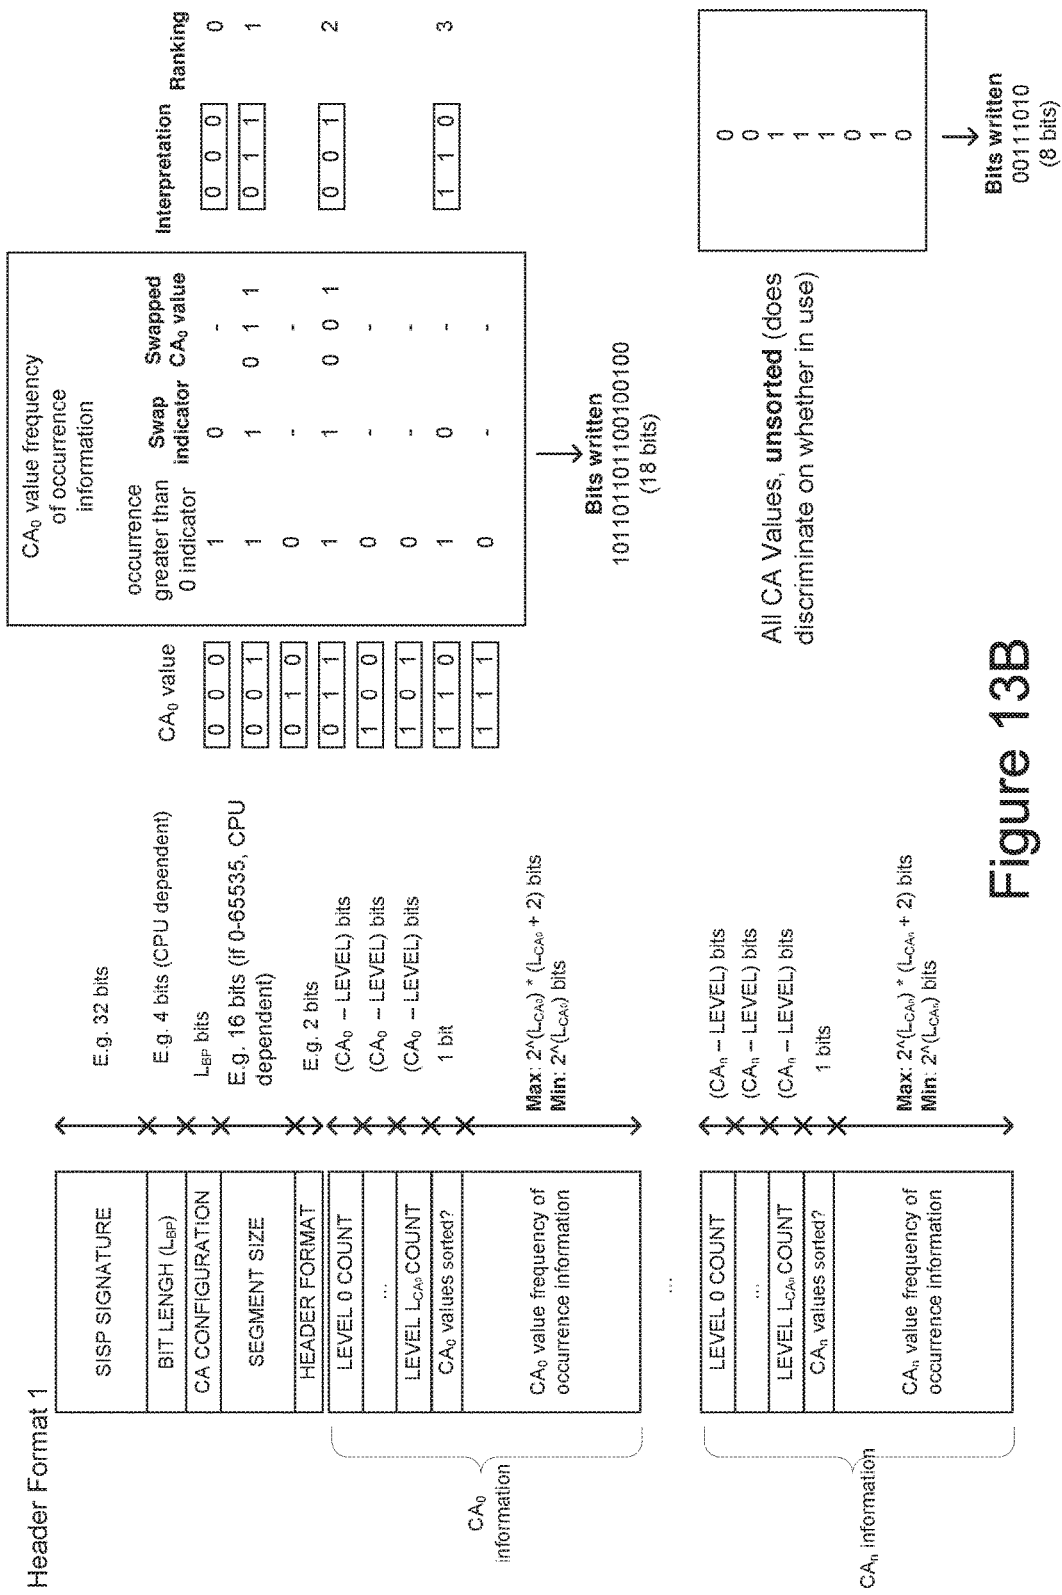 Header Format 1
SISP SIGNATURE
BIT LENGH (L_BP)
CA CONFIGURATION
SEGMENT SIZE
HEADER FORMAT
LEVEL 0 COUNT
...
LEVEL L_CA0 COUNT
CA₀ values sorted?
CA₀ value frequency of
occurrence information
CA₀
information
...
LEVEL 0 COUNT
...
LEVEL L_CAn COUNT
CAₙ values sorted?
CAₙ value frequency of
occurrence information
CAₙ information
E.g. 32 bits
E.g. 4 bits (CPU dependent)
L_BP bits
E.g. 16 bits (if 0-65535, CPU
dependent)
E.g. 2 bits
(CA₀ – LEVEL) bits
(CA₀ – LEVEL) bits
(CA₀ – LEVEL) bits
1 bit
Max: 2^(L_CA0) * (L_CA0 + 2) bits
Min: 2^(L_CA0) bits
(CAₙ – LEVEL) bits
(CAₙ – LEVEL) bits
(CAₙ – LEVEL) bits
1 bits
Max: 2^(L_CAn) * (L_CAn + 2) bits
Min: 2^(L_CAn) bits
CA₀ value frequency
of occurrence
information
CA₀ value
occurrence
greater than
0 indicator
Swap
indicator
Swapped
CA₀ value
Interpretation
Ranking
0 0 0 1 0 - 0 0 0 0
0 0 1 1 1 0 1 1 0 1 1 1
0 1 0 0 - -
0 1 1 1 1 0 0 1 0 0 1 2
1 0 0 0 - -
1 0 1 0 - -
1 1 0 1 0 - 1 1 0 3
1 1 1 0 - -
Bits written
101101101100100100
(18 bits)
All CA Values, unsorted (does
discriminate on whether in use)
0
0
1
1
1
0
1
0
Bits written
00111010
(8 bits)
Figure 13B